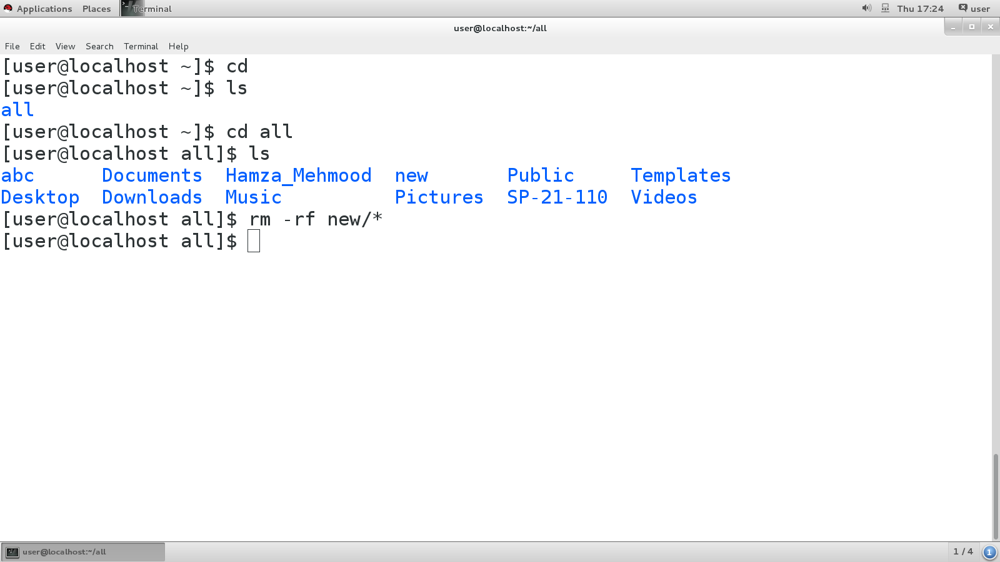 Applications Places Terminal Thu 17:24 user
user@localhost:~/all
File Edit View Search Terminal Help
[user@localhost ~]$ cd
[user@localhost ~]$ ls
all
[user@localhost ~]$ cd all
[user@localhost all]$ ls
abc Documents Hamza_Mehmood new Public Templates
Desktop Downloads Music Pictures SP-21-110 Videos
[user@localhost all]$ rm -rf new/*
[user@localhost all]$
user@localhost:~/all 1 / 4 1